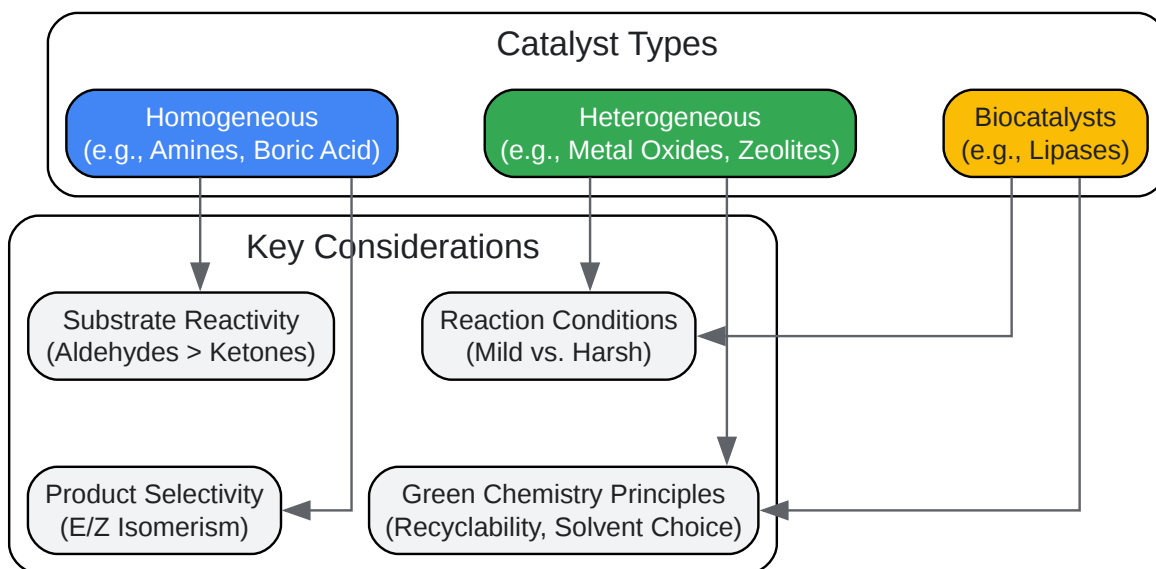 Catalyst Types
Homogeneous
(e.g., Amines, Boric Acid)
Heterogeneous
(e.g., Metal Oxides, Zeolites)
Biocatalysts
(e.g., Lipases)
Key Considerations
Substrate Reactivity
(Aldehydes > Ketones)
Reaction Conditions
(Mild vs. Harsh)
Product Selectivity
(E/Z Isomerism)
Green Chemistry Principles
(Recyclability, Solvent Choice)